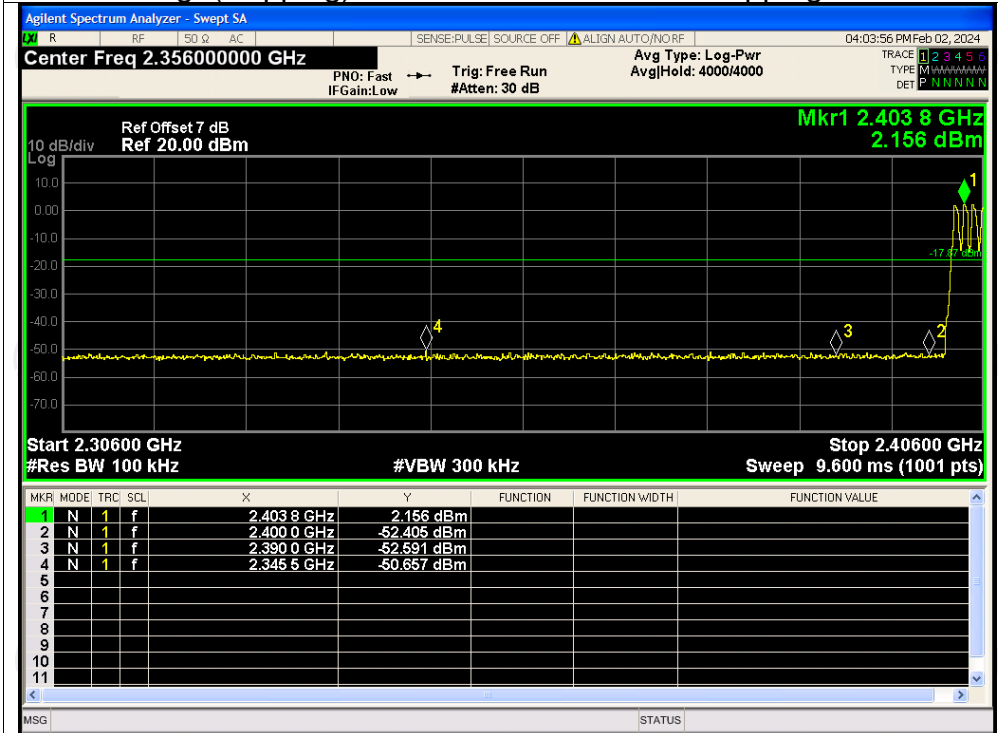 Agilent Spectrum Analyzer - Swept SA
LXI R RF 50 Ω AC SENSE:PULSE SOURCE OFF ALIGN AUTO/NO RF 04:03:56 PM Feb 02, 2024
Center Freq 2.356000000 GHz Avg Type: Log-Pwr TRACE 1 2 3 4 5 6
PNO: Fast Trig: Free Run Avg|Hold: 4000/4000 TYPE M
IFGain:Low #Atten: 30 dB DET P N N N N N
Mkr1 2.403 8 GHz
Ref Offset 7 dB
10 dB/div Ref 20.00 dBm 2.156 dBm
Log
10.0
1
0.00
-10.0
-17.87 dBm
-20.0
-30.0
-40.0
4 3 2
-50.0
-60.0
-70.0
Start 2.30600 GHz Stop 2.40600 GHz
#Res BW 100 kHz #VBW 300 kHz Sweep 9.600 ms (1001 pts)
MKR MODE TRC SCL X Y FUNCTION FUNCTION WIDTH FUNCTION VALUE
1 N 1 f 2.403 8 GHz 2.156 dBm
2 N 1 f 2.400 0 GHz -52.405 dBm
3 N 1 f 2.390 0 GHz -52.591 dBm
4 N 1 f 2.345 5 GHz -50.657 dBm
5
6
7
8
9
10
11
MSG STATUS